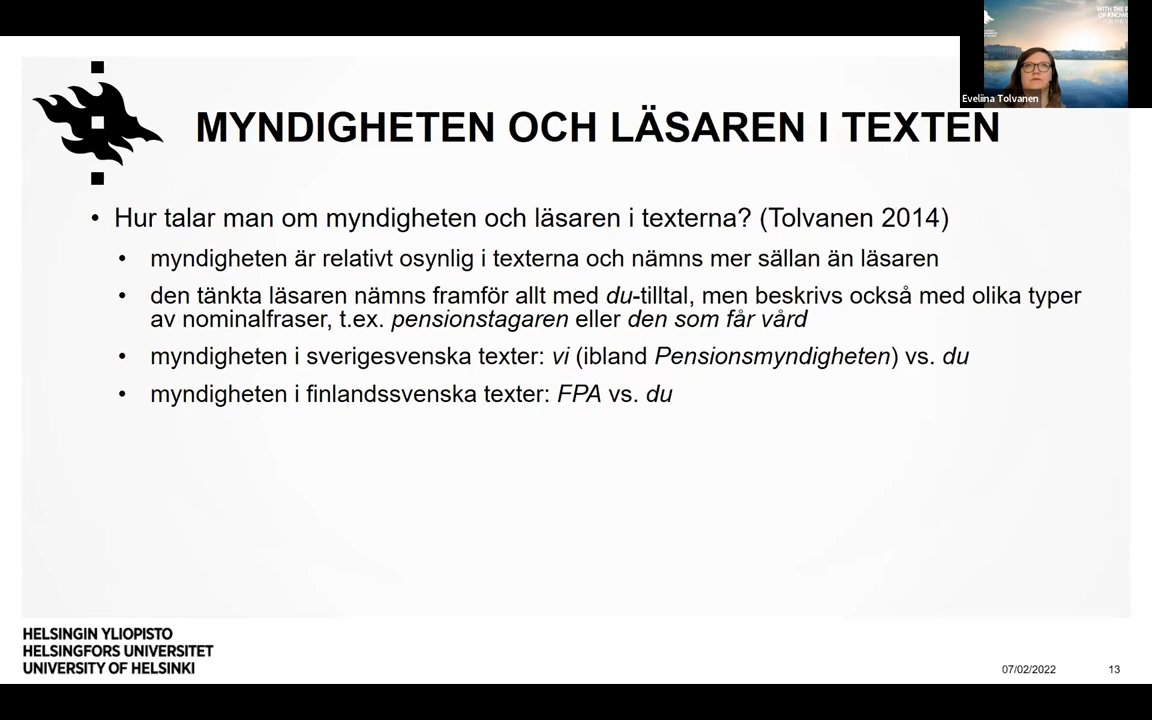 MYNDIGHETEN OCH LÄSAREN I TEXTEN
Eveliina Tolvanen
• Hur talar man om myndigheten och läsaren i texterna? (Tolvanen 2014)
• myndigheten är relativt osynlig i texterna och nämns mer sällan än läsaren
• den tänkta läsaren nämns framför allt med du-tilltal, men beskrivs också med olika typer
av nominalfraser, t.ex. pensionstagaren eller den som får vård
• myndigheten i sverigesvenska texter: vi (ibland Pensionsmyndigheten) vs. du
• myndigheten i finlandssvenska texter: FPA vs. du
HELSINGIN YLIOPISTO
HELSINGFORS UNIVERSITET
UNIVERSITY OF HELSINKI
07/02/2022
13